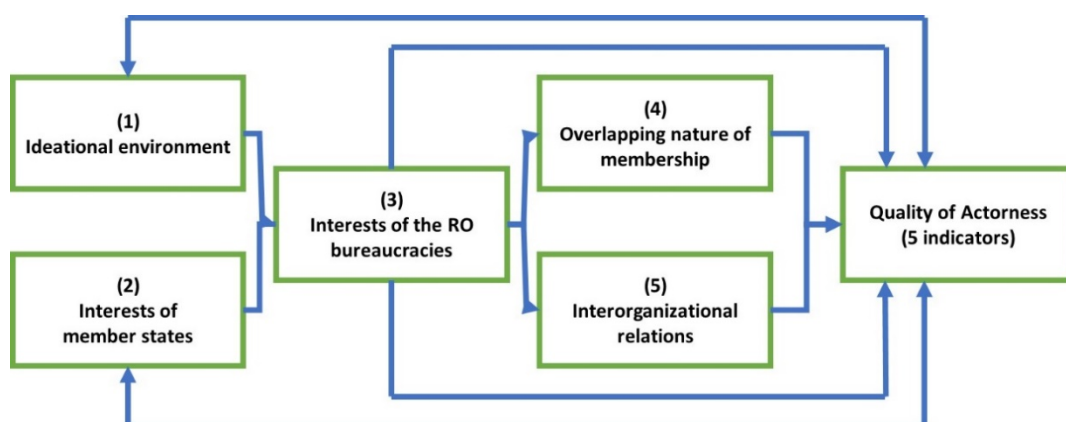 (1)
Ideational environment
(2)
Interests of
member states
(3)
Interests of the RO
bureaucracies
(4)
Overlapping nature of
membership
(5)
Interorganizational
relations
Quality of Actorness
(5 indicators)